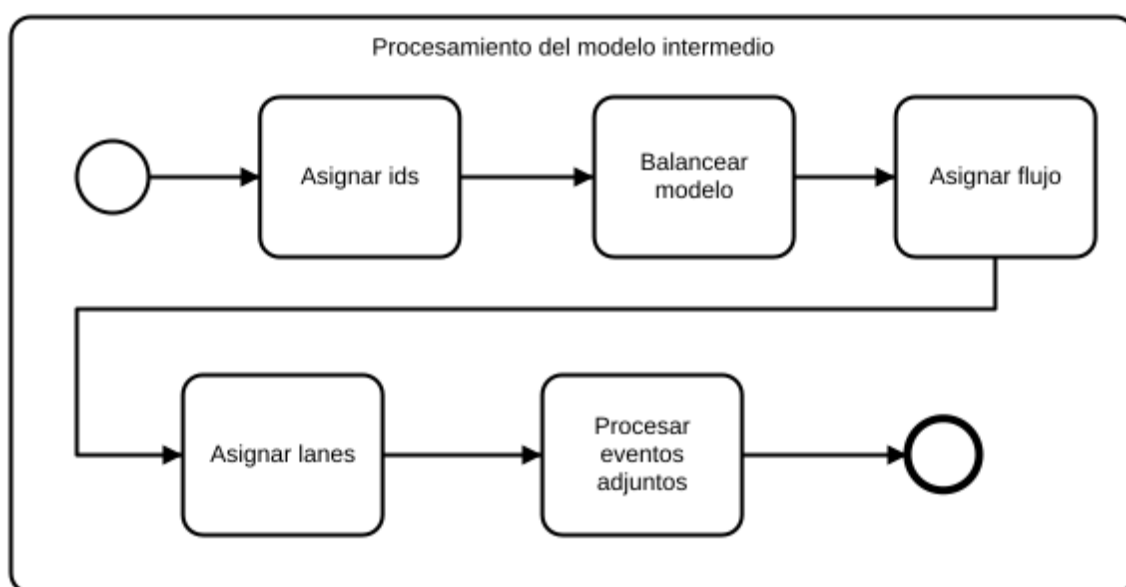 Procesamiento del modelo intermedio
Asignar ids
Balancear
modelo
Asignar flujo
Asignar lanes
Procesar
eventos
adjuntos